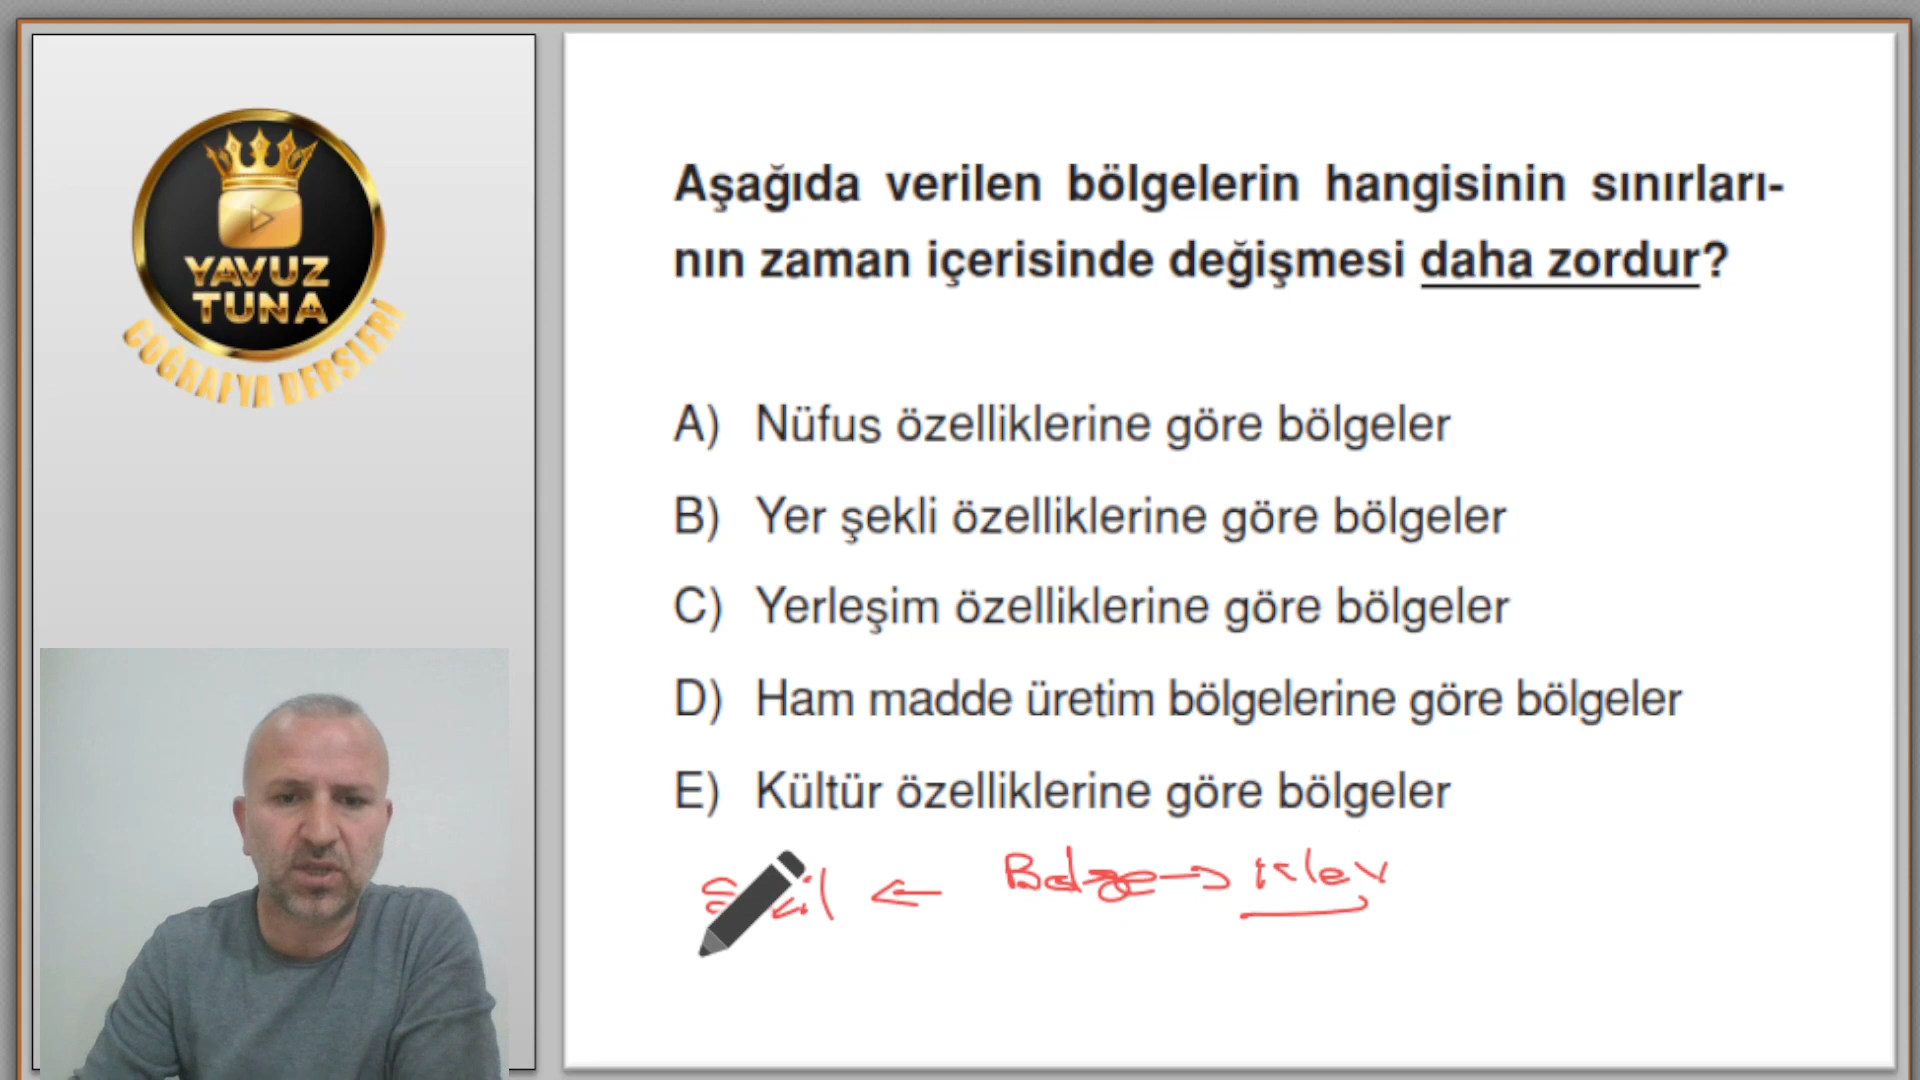 YAVUZ
TUNA
COĞRAFYA DERSLERİ
Aşağıda verilen bölgelerin hangisinin sınırları-
nın zaman içerisinde değişmesi daha zordur?
A) Nüfus özelliklerine göre bölgeler
B) Yer şekli özelliklerine göre bölgeler
C) Yerleşim özelliklerine göre bölgeler
D) Ham madde üretim bölgelerine göre bölgeler
E) Kültür özelliklerine göre bölgeler
← Bölge → işlev